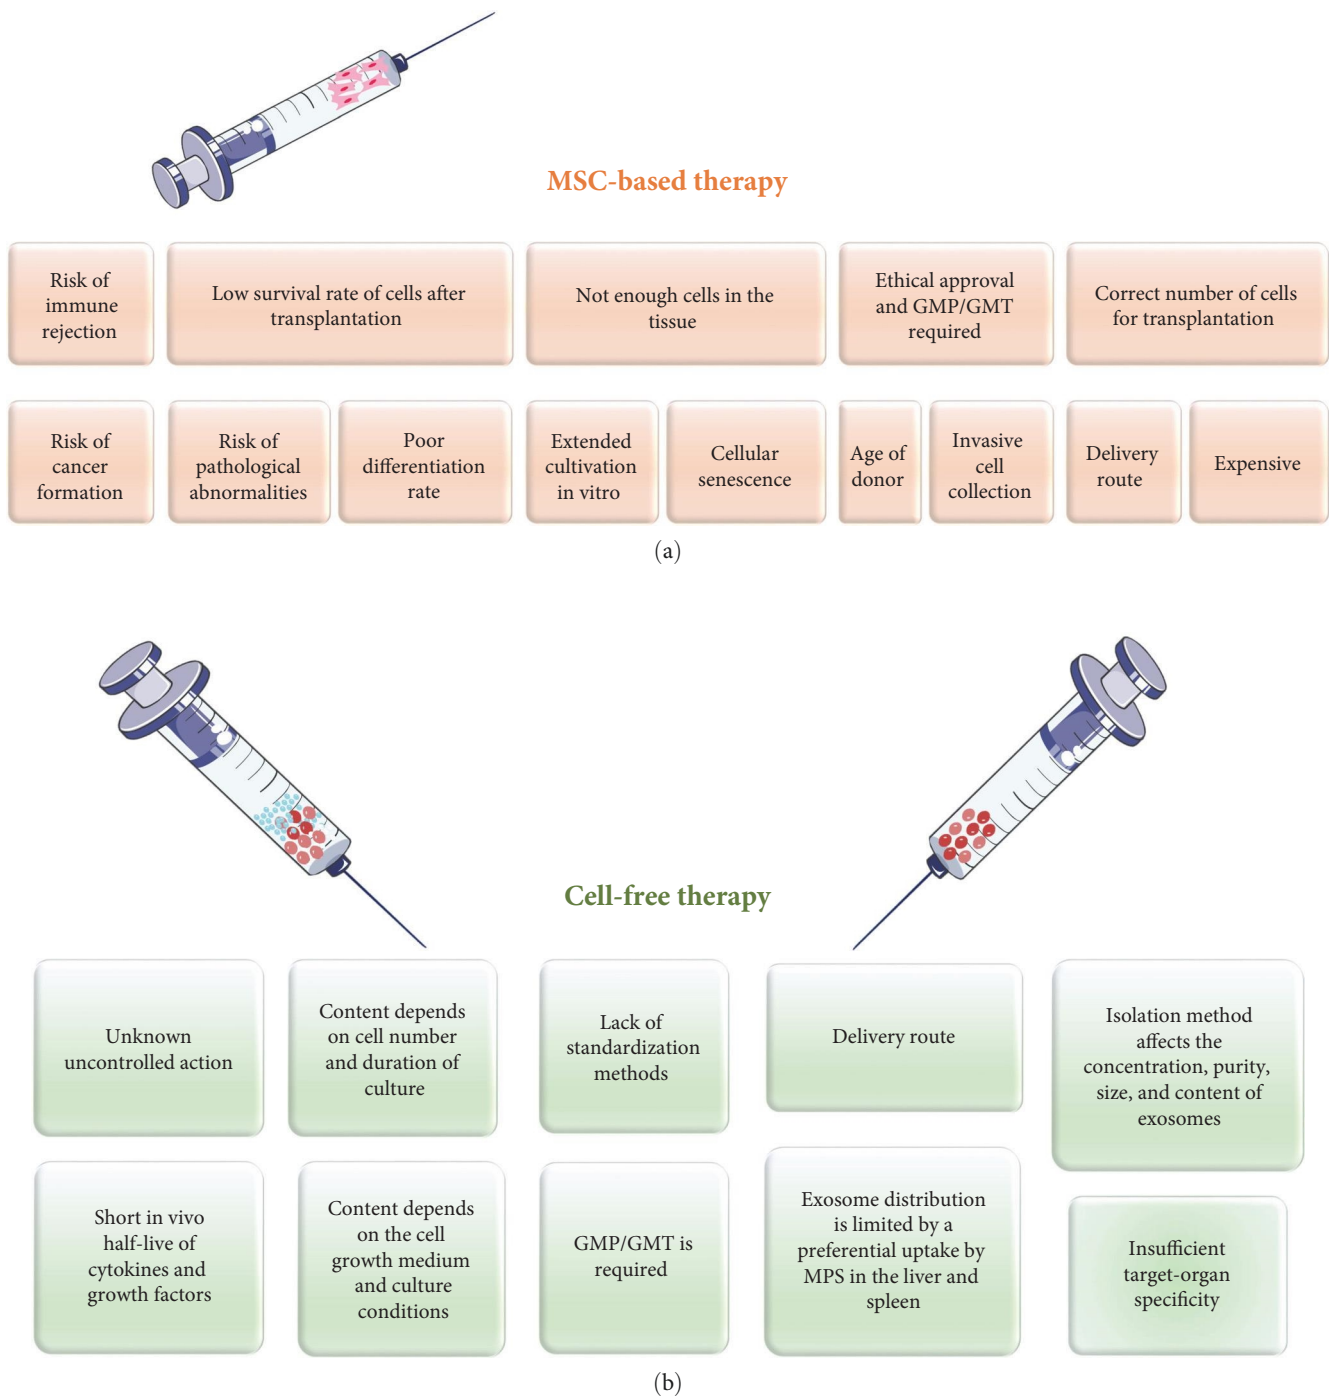 MSC-based therapy
Risk of
immune
rejection
Low survival rate of cells after
transplantation
Not enough cells in the
tissue
Ethical approval
and GMP/GMT
required
Correct number of cells
for transplantation
Risk of
cancer
formation
Risk of
pathological
abnormalities
Poor
differentiation
rate
Extended
cultivation
in vitro
Cellular
senescence
Age of
donor
Invasive
cell
collection
Delivery
route
Expensive
(a)
Cell-free therapy
Unknown
uncontrolled action
Content depends
on cell number
and duration of
culture
Lack of
standardization
methods
Delivery route
Isolation method
affects the
concentration, purity,
size, and content of
exosomes
Short in vivo
half-live of
cytokines and
growth factors
Content depends
on the cell
growth medium
and culture
conditions
GMP/GMT is
required
Exosome distribution
is limited by a
preferential uptake by
MPS in the liver and
spleen
Insufficient
target-organ
specificity
(b)